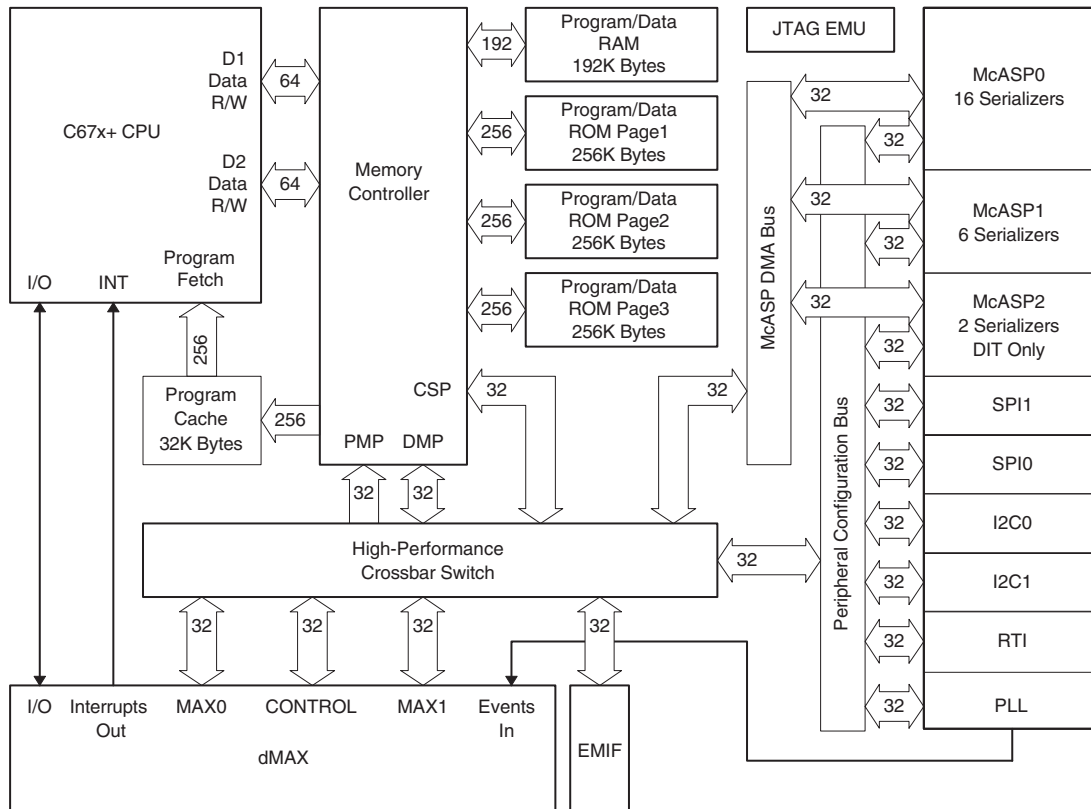 C67x+ CPU
D1
Data
R/W
64
D2
Data
R/W
64
Program
Fetch
I/O
INT
256
Program
Cache
32K Bytes
256
Memory
Controller
CSP
PMP
DMP
32
32
32
192
Program/Data
RAM
192K Bytes
256
Program/Data
ROM Page1
256K Bytes
256
Program/Data
ROM Page2
256K Bytes
256
Program/Data
ROM Page3
256K Bytes
JTAG EMU
McASP DMA Bus
32
Peripheral Configuration Bus
32
32
32
McASP0
16 Serializers
32
32
McASP1
6 Serializers
32
32
McASP2
2 Serializers
DIT Only
32
SPI1
32
SPI0
32
I2C0
32
I2C1
32
RTI
32
PLL
High-Performance
Crossbar Switch
32
32
32
32
32
I/O
Interrupts
Out
MAX0
CONTROL
MAX1
Events
In
dMAX
EMIF